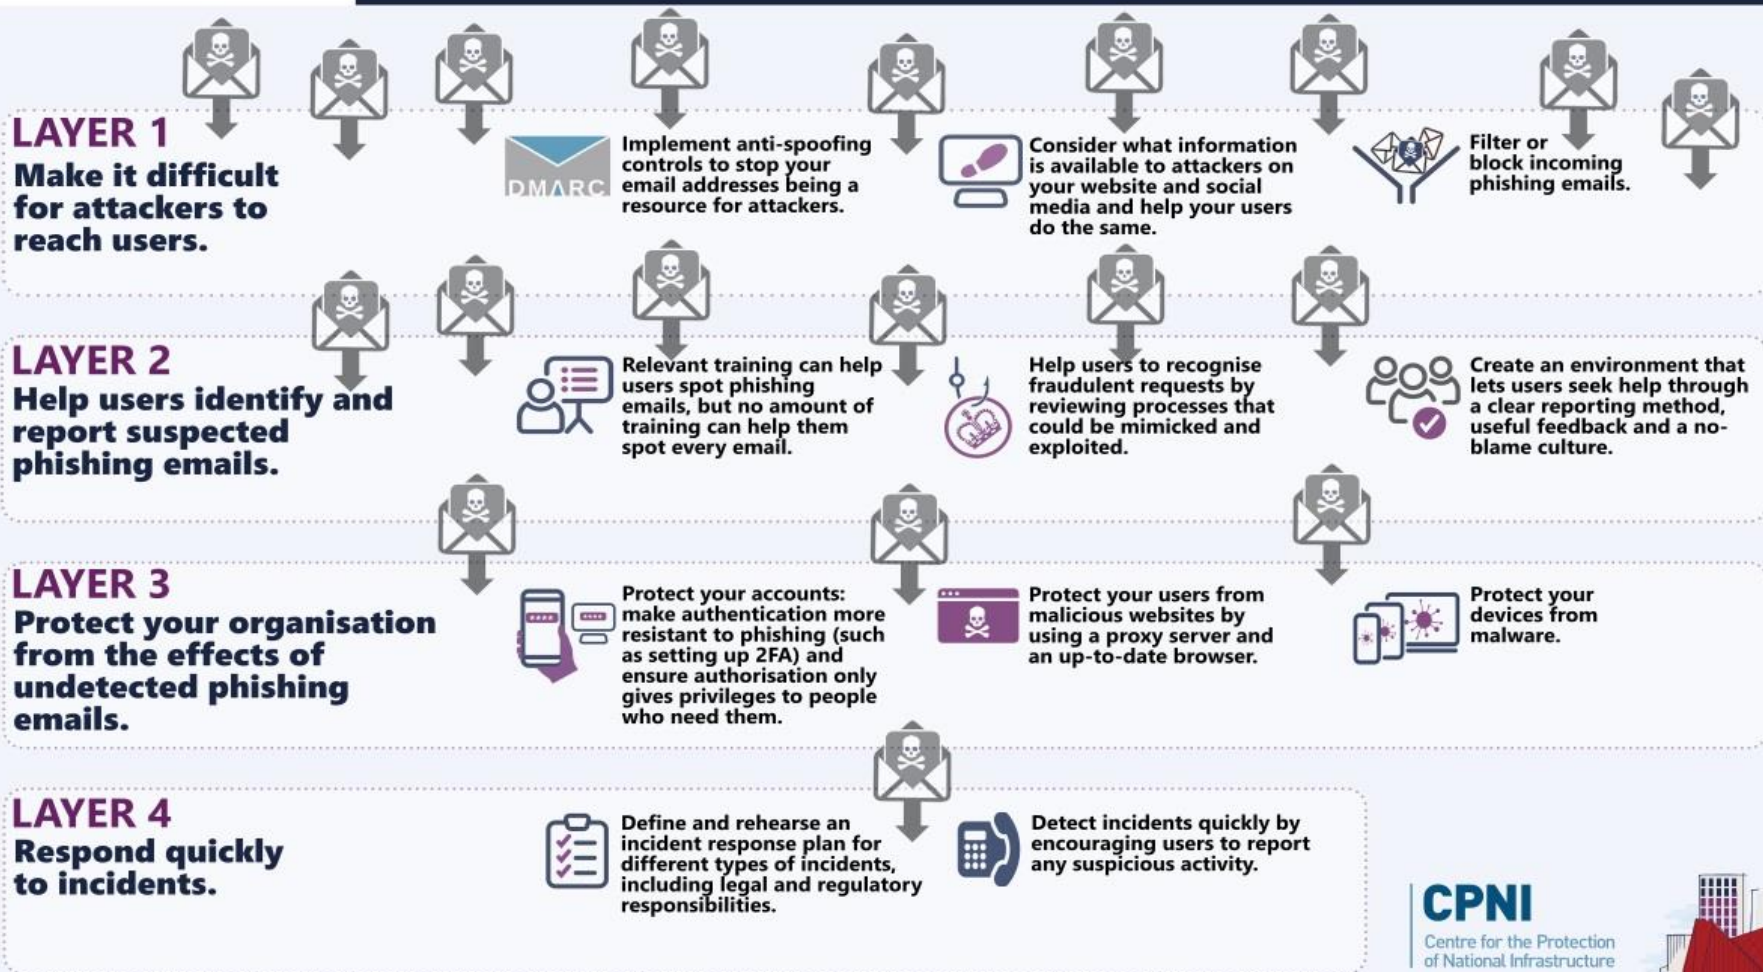 LAYER 1
Make it difficult
for attackers to
reach users.
DMARC
Implement anti-spoofing
controls to stop your
email addresses being a
resource for attackers.
Consider what information
is available to attackers on
your website and social
media and help your users
do the same.
Filter or
block incoming
phishing emails.
LAYER 2
Help users identify and
report suspected
phishing emails.
Relevant training can help
users spot phishing
emails, but no amount of
training can help them
spot every email.
Help users to recognise
fraudulent requests by
reviewing processes that
could be mimicked and
exploited.
Create an environment that
lets users seek help through
a clear reporting method,
useful feedback and a no-
blame culture.
LAYER 3
Protect your organisation
from the effects of
undetected phishing
emails.
Protect your accounts:
make authentication more
resistant to phishing (such
as setting up 2FA) and
ensure authorisation only
gives privileges to people
who need them.
Protect your users from
malicious websites by
using a proxy server and
an up-to-date browser.
Protect your
devices from
malware.
LAYER 4
Respond quickly
to incidents.
Define and rehearse an
incident response plan for
different types of incidents,
including legal and regulatory
responsibilities.
Detect incidents quickly by
encouraging users to report
any suspicious activity.
CPNI
Centre for the Protection
of National Infrastructure